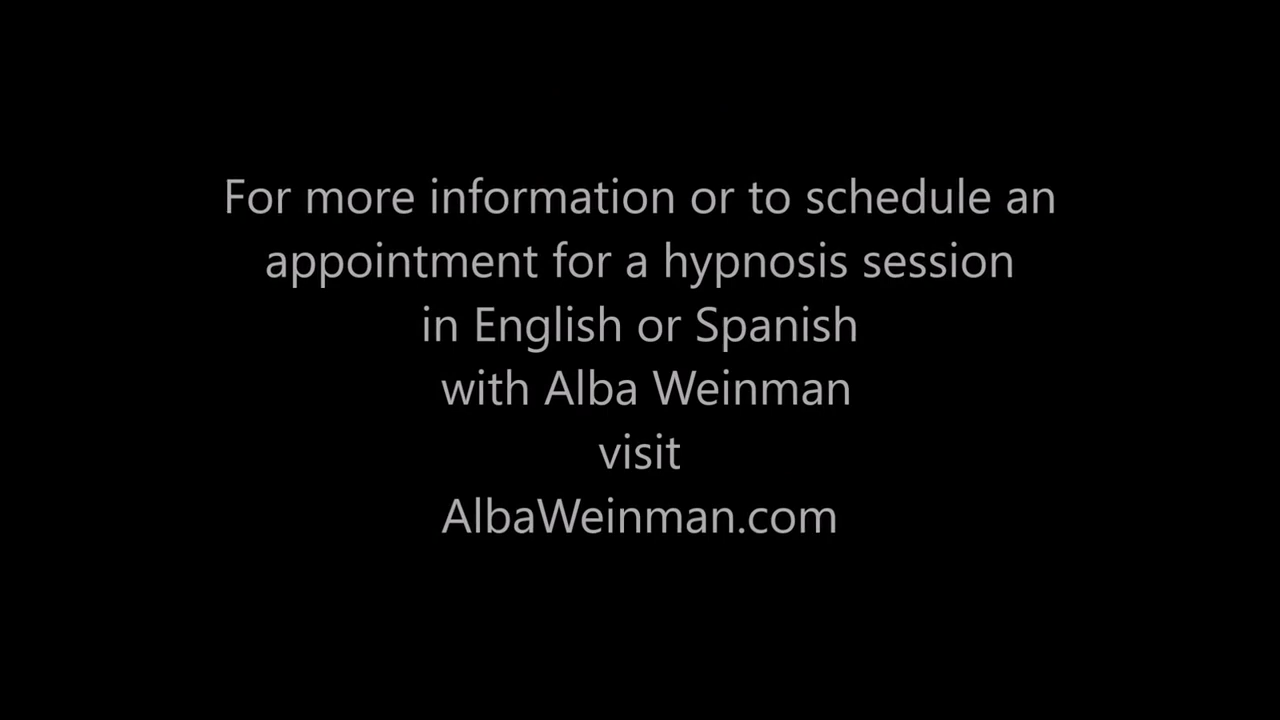 For more information or to schedule an
appointment for a hypnosis session
in English or Spanish
with Alba Weinman
visit
AlbaWeinman.com